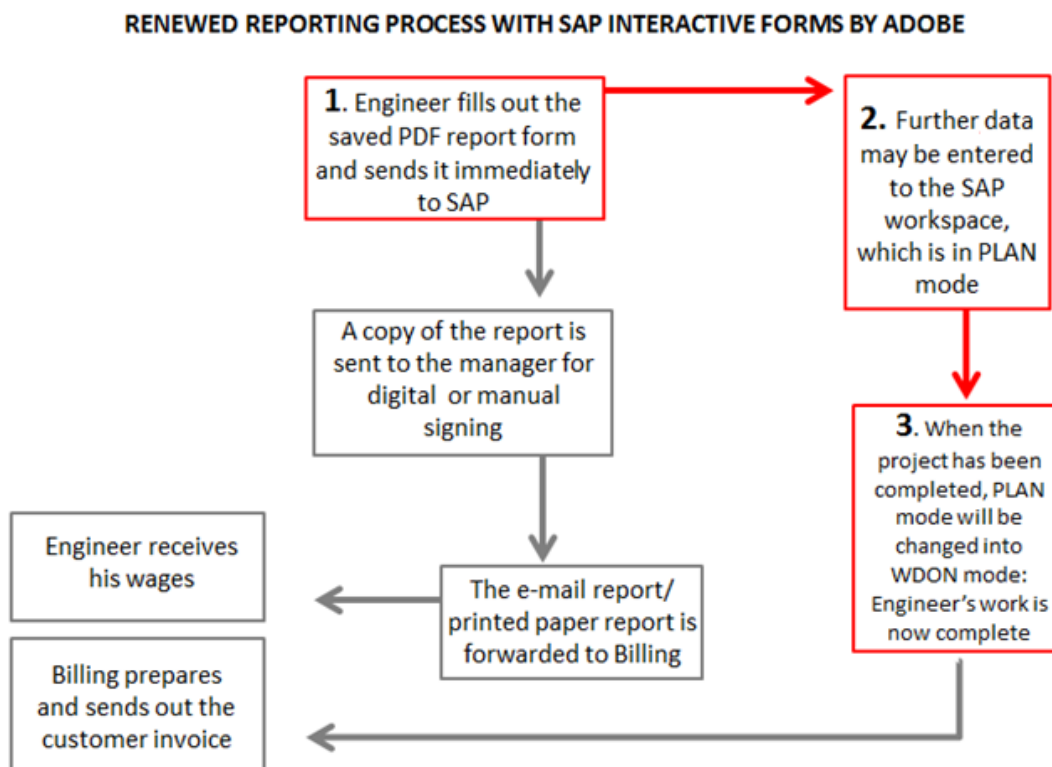 RENEWED REPORTING PROCESS WITH SAP INTERACTIVE FORMS BY ADOBE
1. Engineer fills out the
saved PDF report form
and sends it immediately
to SAP
2. Further data
may be entered
to the SAP
workspace,
which is in PLAN
mode
A copy of the report is
sent to the manager for
digital or manual
signing
3. When the
project has been
completed, PLAN
mode will be
changed into
WDON mode:
Engineer's work is
now complete
Engineer receives
his wages
The e-mail report/
printed paper report is
forwarded to Billing
Billing prepares
and sends out the
customer invoice